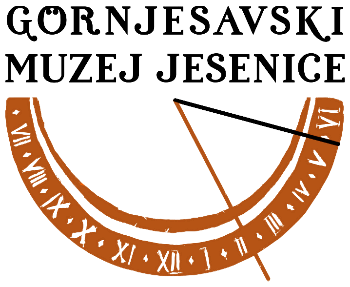 GORNJESAVSKI
MUZEJ JESENICE
VII VIII IX X XI XII I II III IV V VI